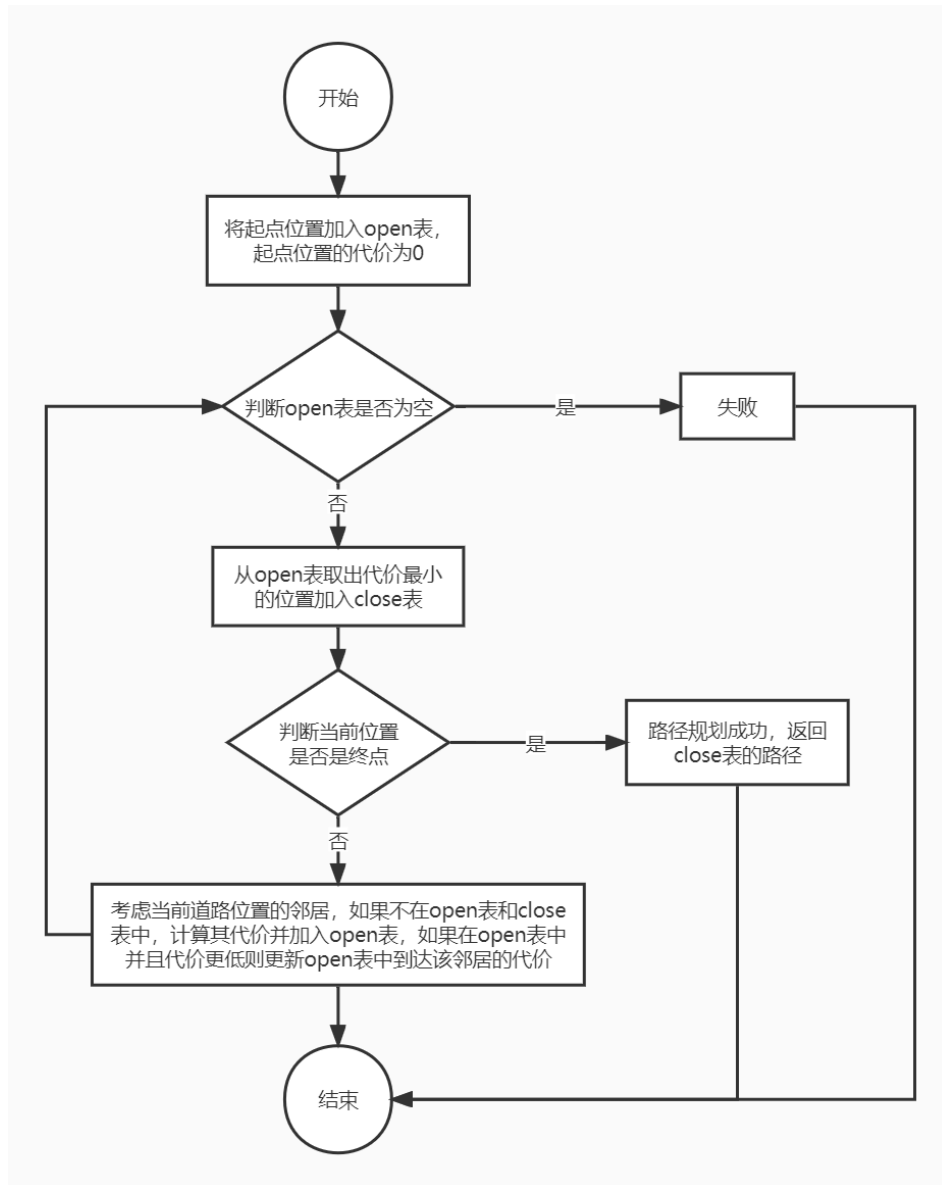 开始
将起点位置加入open表，
起点位置的代价为0
判断open表是否为空
是
失败
否
从open表取出代价最小
的位置加入close表
判断当前位置
是否是终点
是
路径规划成功，返回
close表的路径
否
考虑当前道路位置的邻居，如果不在open表和close
表中，计算其代价并加入open表，如果在open表中
并且代价更低则更新open表中到达该邻居的代价
结束